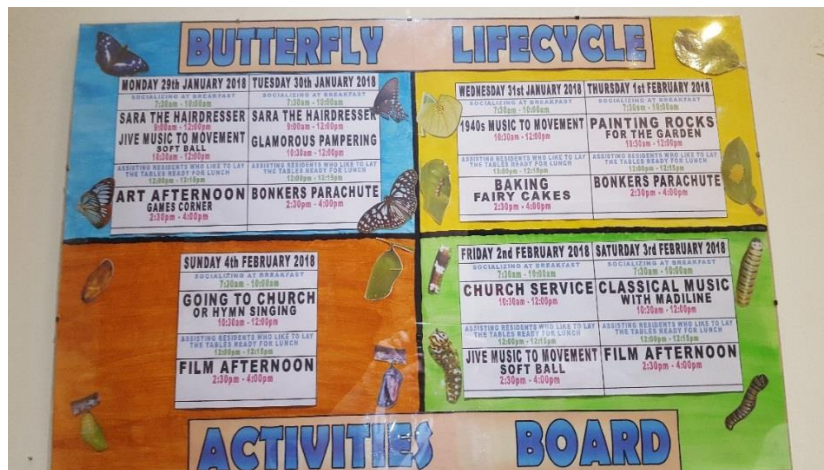 BUTTERFLY LIFECYCLE
MONDAY 29th JANUARY 2018
SOCIALIZING AT BREAKFAST
7:30am - 10:00am
SARA THE HAIRDRESSER
9:00am - 12:00pm
JIVE MUSIC TO MOVEMENT
SOFT BALL
10:30am - 12:00pm
ASSISTING RESIDENTS WHO LIKE TO LAY
THE TABLES READY FOR LUNCH
12:00pm - 12:15pm
ART AFTERNOON
GAMES CORNER
2:30pm - 4:00pm
TUESDAY 30th JANUARY 2018
SOCIALIZING AT BREAKFAST
7:30am - 10:00am
SARA THE HAIRDRESSER
9:00am - 12:00pm
GLAMOROUS PAMPERING
10:30am - 12:00pm
ASSISTING RESIDENTS WHO LIKE TO LAY
THE TABLES READY FOR LUNCH
12:00pm - 12:15pm
BONKERS PARACHUTE
2:30pm - 4:00pm
WEDNESDAY 31st JANUARY 2018
SOCIALIZING AT BREAKFAST
7:30am - 10:00am
1940s MUSIC TO MOVEMENT
10:30am - 12:00pm
ASSISTING RESIDENTS WHO LIKE TO LAY
THE TABLES READY FOR LUNCH
12:00pm - 12:15pm
BAKING
FAIRY CAKES
2:30pm - 4:00pm
THURSDAY 1st FEBRUARY 2018
SOCIALIZING AT BREAKFAST
7:30am - 10:00am
PAINTING ROCKS
FOR THE GARDEN
10:30am - 12:00pm
ASSISTING RESIDENTS WHO LIKE TO LAY
THE TABLES READY FOR LUNCH
12:00pm - 12:15pm
BONKERS PARACHUTE
2:30pm - 4:00pm
SUNDAY 4th FEBRUARY 2018
SOCIALIZING AT BREAKFAST
7:30am - 10:00am
GOING TO CHURCH
OR HYMN SINGING
10:30am - 12:00pm
ASSISTING RESIDENTS WHO LIKE TO LAY
THE TABLES READY FOR LUNCH
12:00pm - 12:15pm
FILM AFTERNOON
2:30pm - 4:00pm
FRIDAY 2nd FEBRUARY 2018
SOCIALIZING AT BREAKFAST
7:30am - 10:00am
CHURCH SERVICE
10:30am - 12:00pm
ASSISTING RESIDENTS WHO LIKE TO LAY
THE TABLES READY FOR LUNCH
12:00pm - 12:15pm
JIVE MUSIC TO MOVEMENT
SOFT BALL
2:30pm - 4:00pm
SATURDAY 3rd FEBRUARY 2018
SOCIALIZING AT BREAKFAST
7:30am - 10:00am
CLASSICAL MUSIC
WITH MADILINE
10:30am - 12:00pm
ASSISTING RESIDENTS WHO LIKE TO LAY
THE TABLES READY FOR LUNCH
12:00pm - 12:15pm
FILM AFTERNOON
2:30pm - 4:00pm
ACTIVITIES BOARD